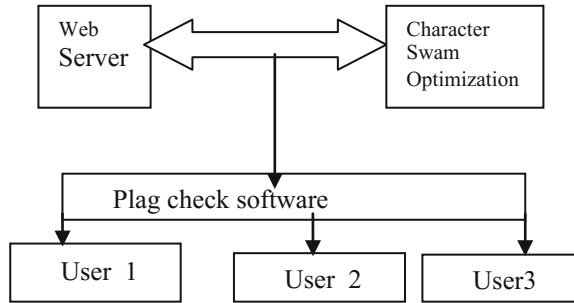 Web
Server
Character
Swam
Optimization
Plag check software
User 1
User 2
User3